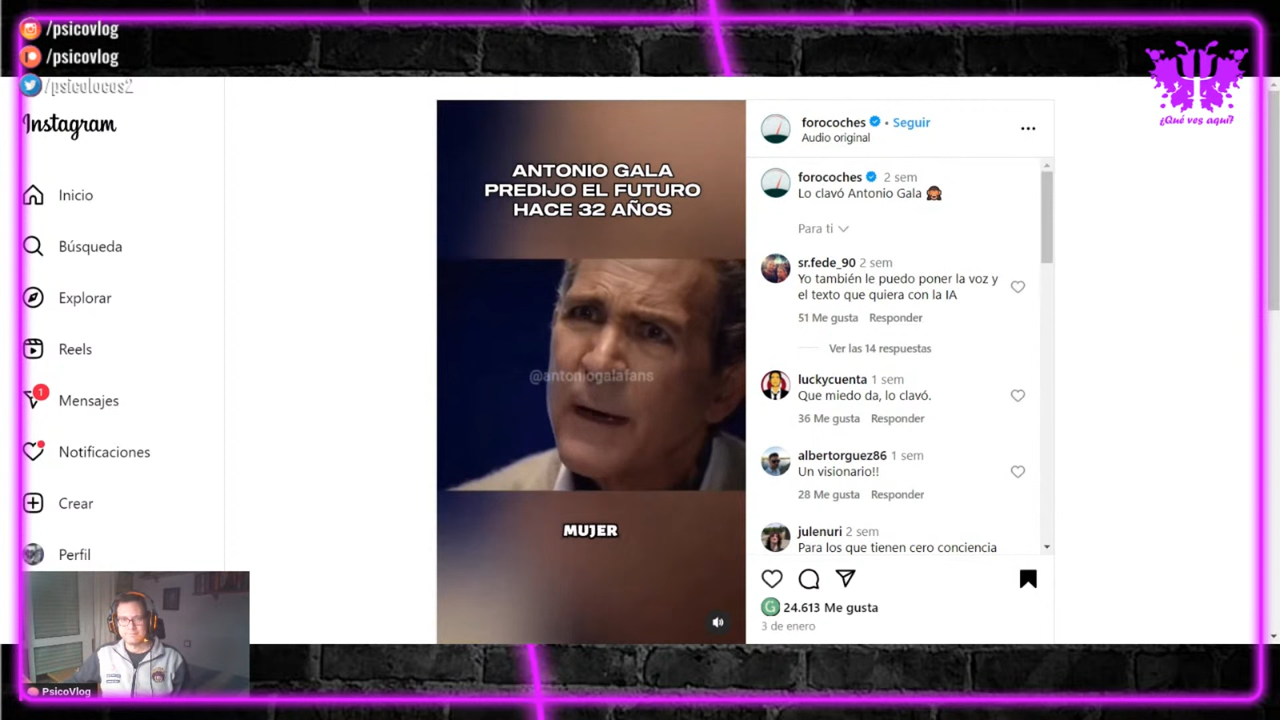 /psicovlog
/psicovlog
/psicolocos2
Instagram
Inicio
Búsqueda
Explorar
Reels
1
Mensajes
Notificaciones
Crear
Perfil
PsicoVlog
ANTONIO GALA
PREDIJO EL FUTURO
HACE 32 AÑOS
@antoniogalafans
MUJER
forocoches • Seguir
Audio original
forocoches 2 sem
Lo clavó Antonio Gala 🙊
Para ti
sr.fede_90 2 sem
Yo también le puedo poner la voz y
el texto que quiera con la IA
51 Me gusta Responder
Ver las 14 respuestas
luckycuenta 1 sem
Que miedo da, lo clavó.
36 Me gusta Responder
albertorguez86 1 sem
Un visionario!!
28 Me gusta Responder
julenuri 2 sem
Para los que tienen cero conciencia
G 24.613 Me gusta
3 de enero
¿Qué ves aquí?